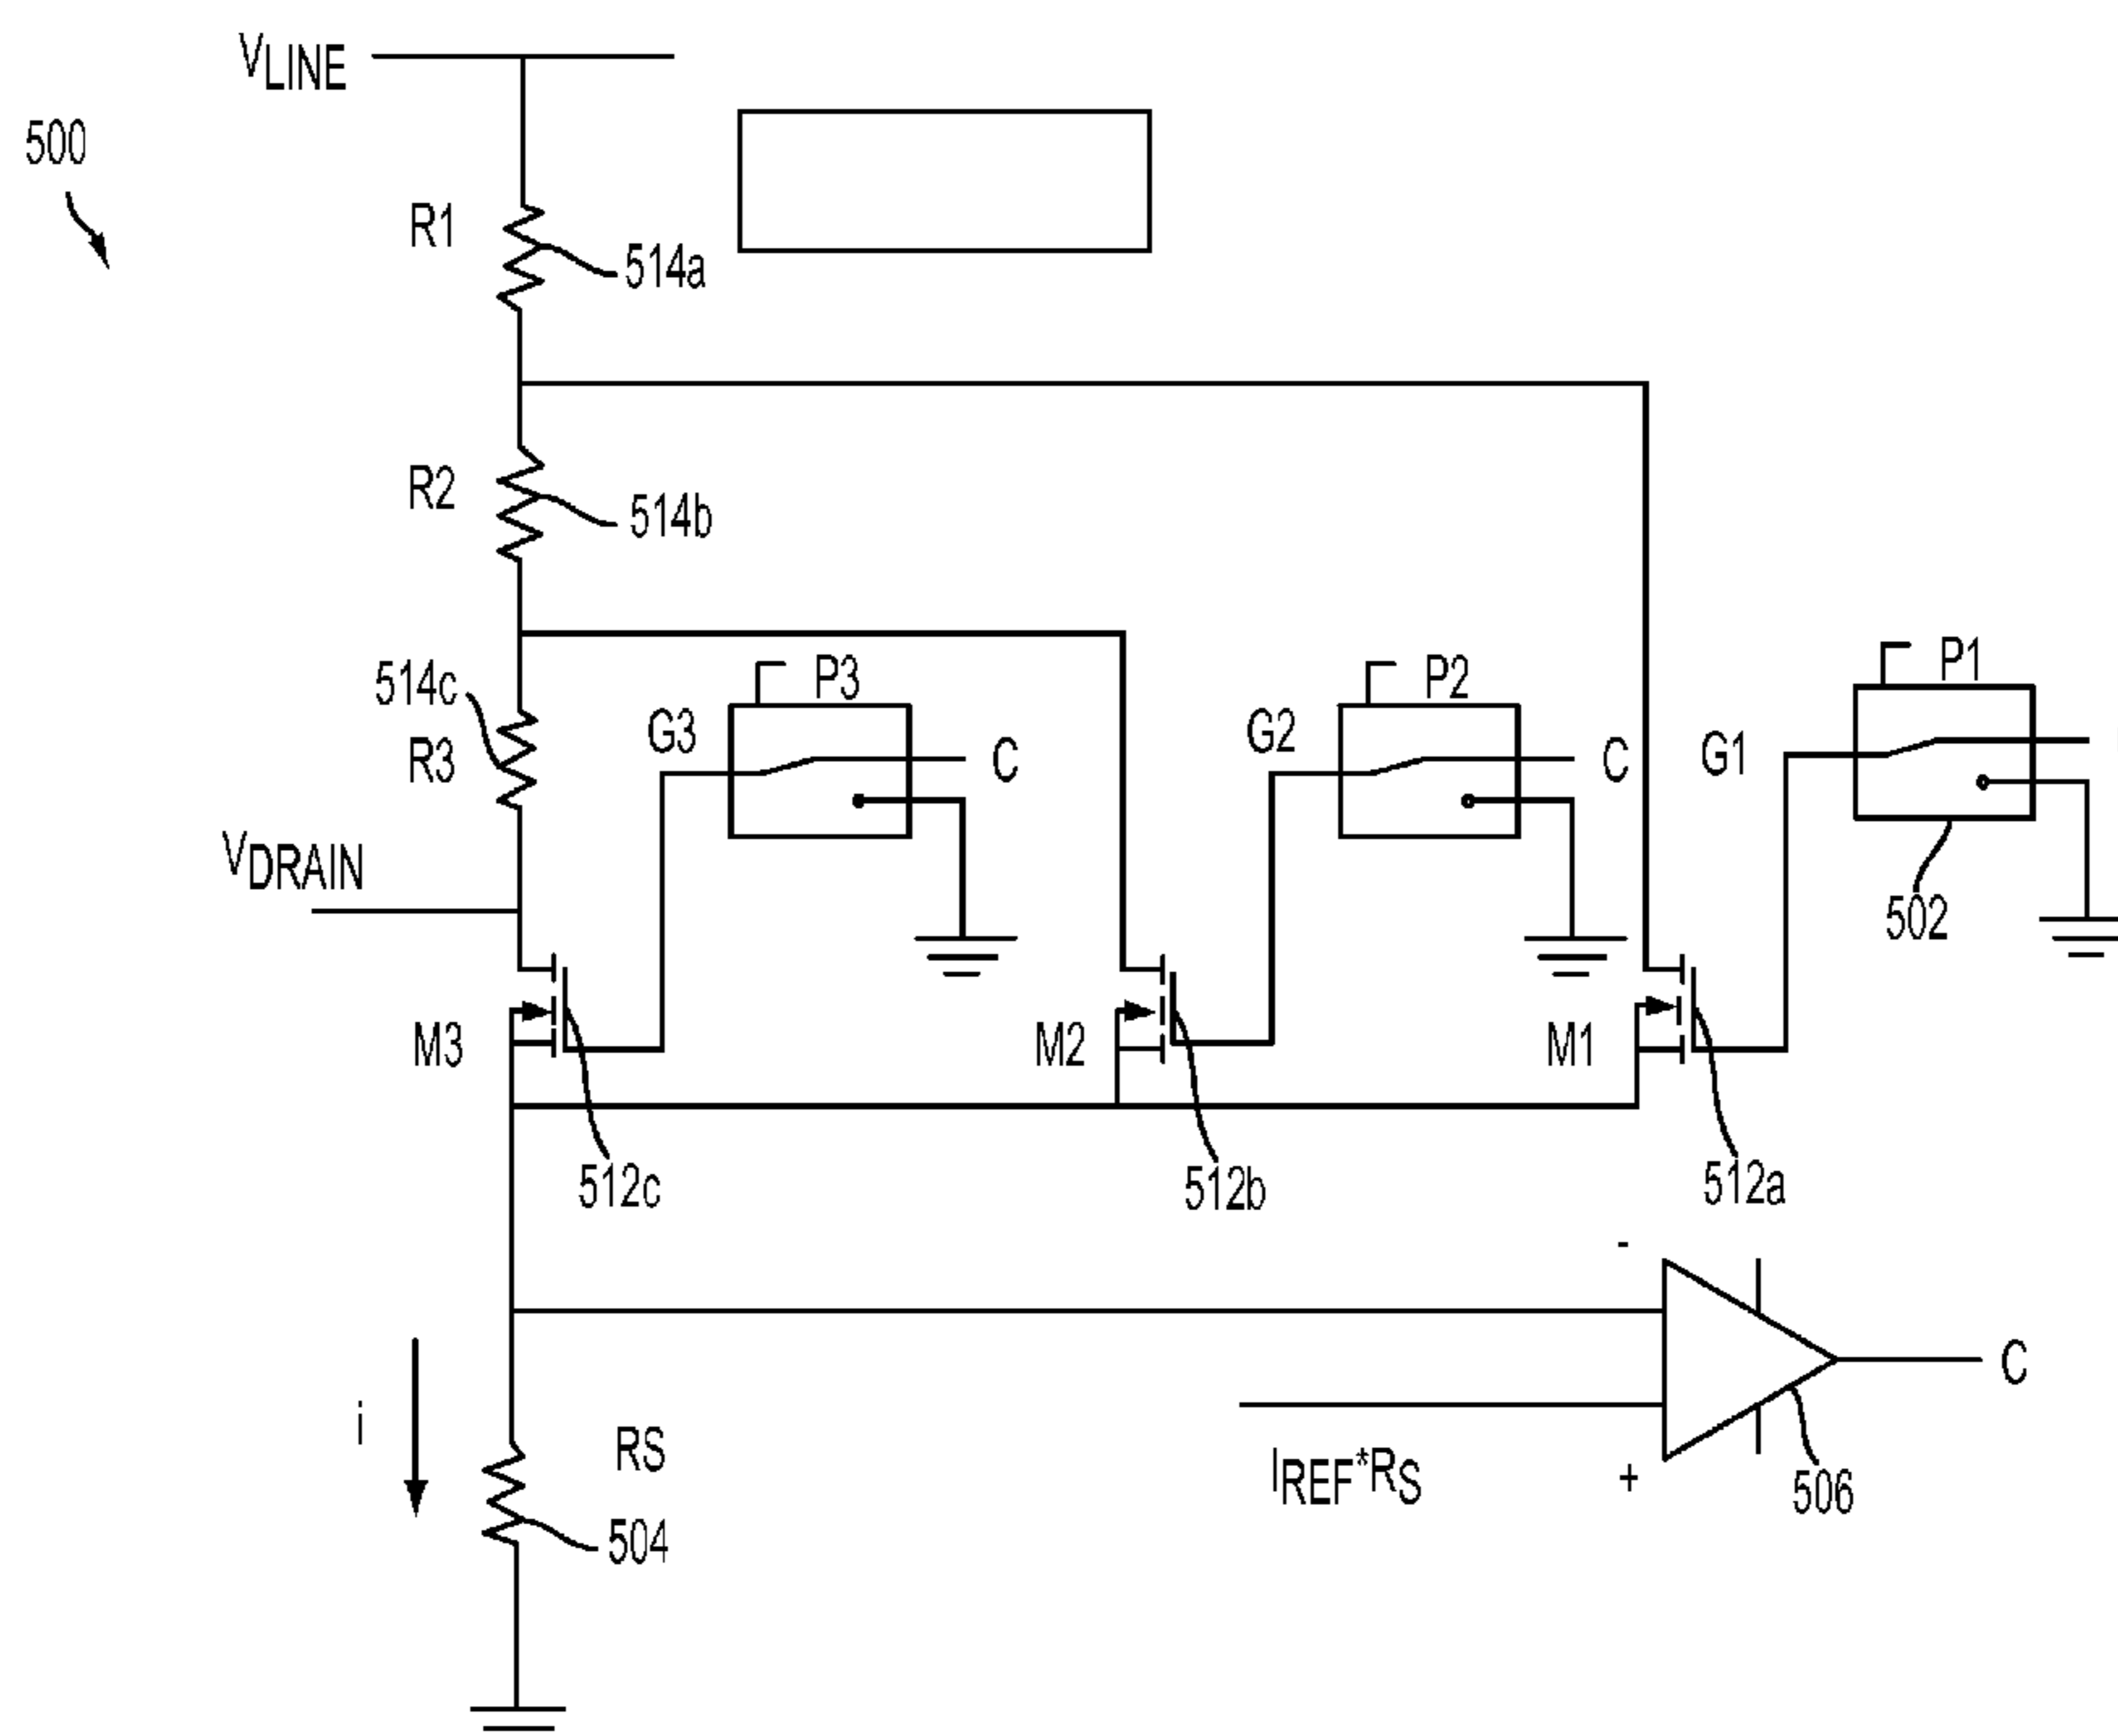 VLINE
500
R1
514a
R2
514b
514c
R3
P3
G3
C
P2
G2
C
P1
G1
502
VDRAIN
M3
M2
M1
512c
512b
512a
-
C
i
RS
IREF*RS
+
506
504